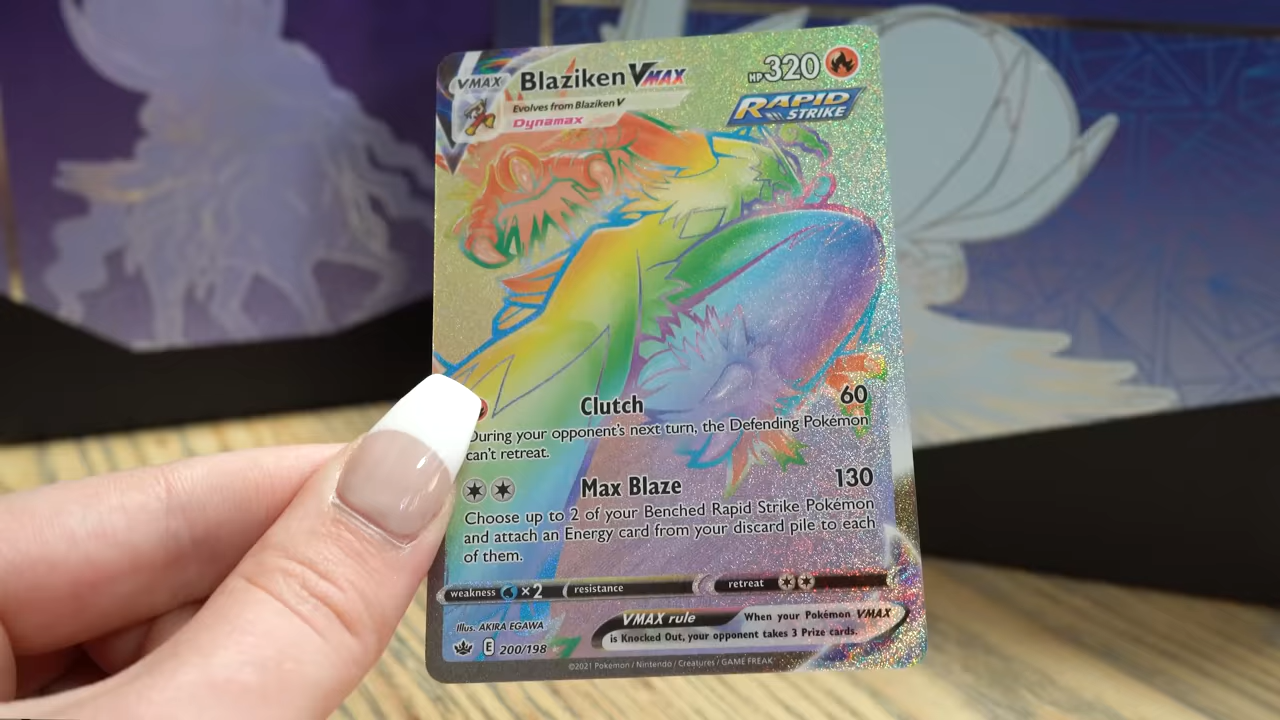 VMAX Blaziken VMAX HP 320
Evolves from Blaziken V
Dynamax
RAPID STRIKE
Clutch 60
During your opponent's next turn, the Defending Pokémon
can't retreat.
Max Blaze 130
Choose up to 2 of your Benched Rapid Strike Pokémon
and attach an Energy card from your discard pile to each
of them.
weakness ×2 resistance retreat
Illus. AKIRA EGAWA
VMAX rule When your Pokémon VMAX
is Knocked Out, your opponent takes 3 Prize cards.
E 200/198
©2021 Pokémon / Nintendo / Creatures / GAME FREAK